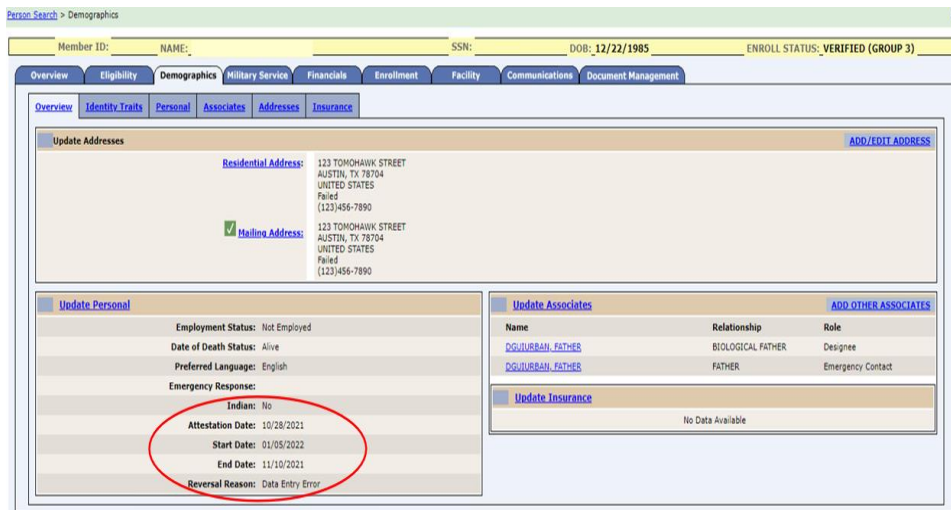 Person Search > Demographics
Member ID: NAME: SSN: DOB: 12/22/1985 ENROLL STATUS: VERIFIED (GROUP 3)
Overview Eligibility Demographics Military Service Financials Enrollment Facility Communications Document Management
Overview Identity Traits Personal Associates Addresses Insurance
Update Addresses ADD/EDIT ADDRESS
Residential Address: 123 TOMOHAWK STREET
AUSTIN, TX 78704
UNITED STATES
Failed
(123)456-7890
Mailing Address: 123 TOMOHAWK STREET
AUSTIN, TX 78704
UNITED STATES
Failed
(123)456-7890
Update Personal
Employment Status: Not Employed
Date of Death Status: Alive
Preferred Language: English
Emergency Response:
Indian: No
Attestation Date: 10/28/2021
Start Date: 01/05/2022
End Date: 11/10/2021
Reversal Reason: Data Entry Error
Update Associates ADD OTHER ASSOCIATES
Name Relationship Role
DGUIURBAN, FATHER BIOLOGICAL FATHER Designee
DGUIURBAN, FATHER FATHER Emergency Contact
Update Insurance
No Data Available